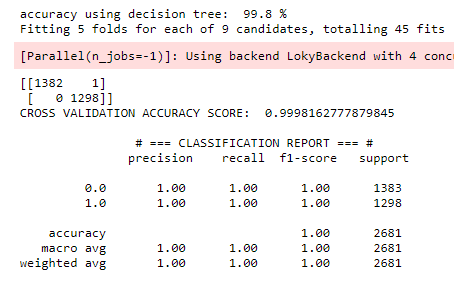 accuracy using decision tree:  99.8 %
Fitting 5 folds for each of 9 candidates, totalling 45 fits
[Parallel(n_jobs=-1)]: Using backend LokyBackend with 4
[[1382    1]
 [   0 1298]]
CROSS VALIDATION ACCURACY SCORE:  0.9998162777879845
# === CLASSIFICATION REPORT === #
precision    recall  f1-score   support
0.0       1.00      1.00      1.00      1383
1.0       1.00      1.00      1.00      1298
accuracy                           1.00      2681
macro avg       1.00      1.00      1.00      2681
weighted avg       1.00      1.00      1.00      2681